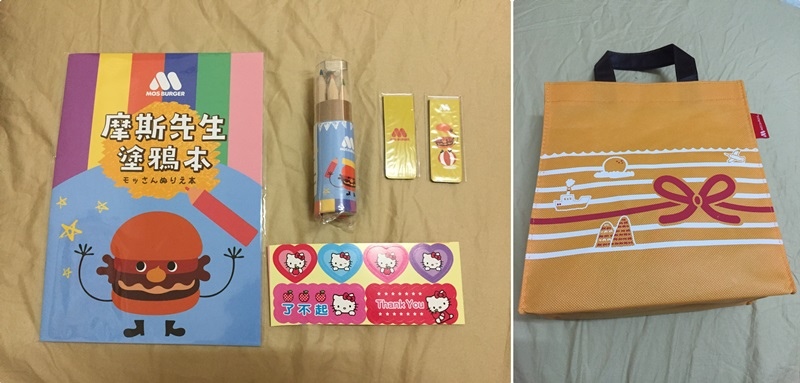 MOS BURGER
摩斯先生
塗鴉本
モッさんぬりえ本
了不起
Thank You